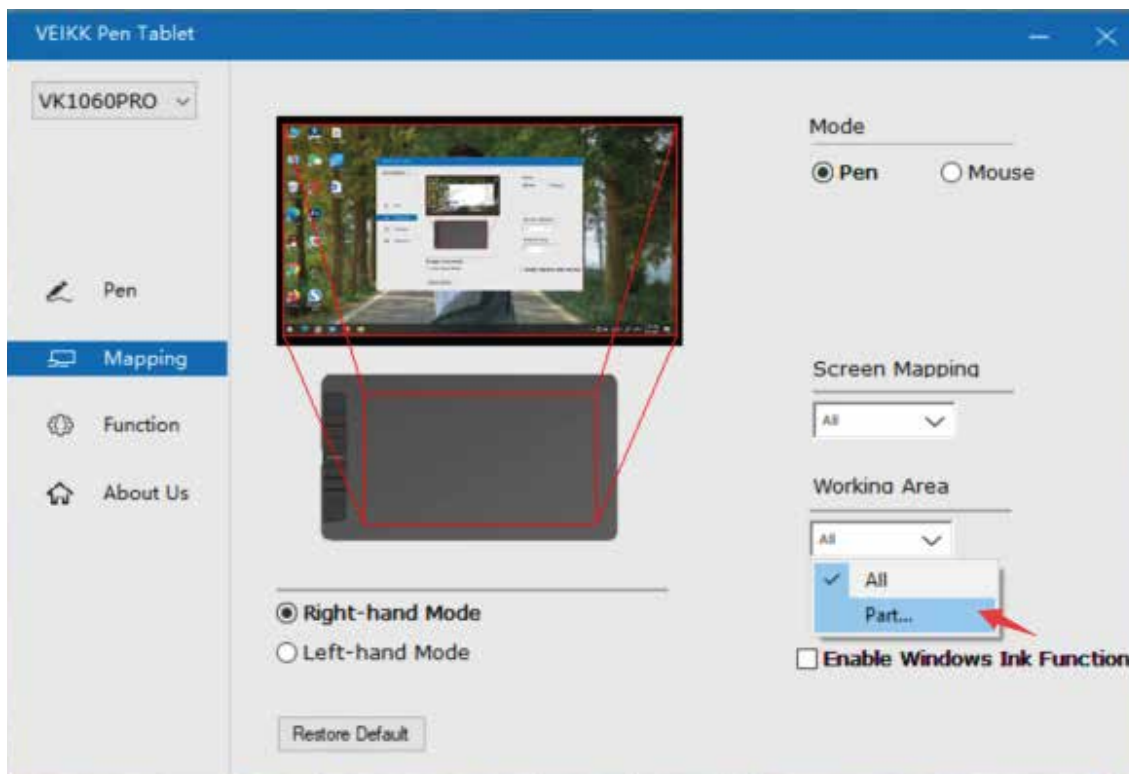 VEIKK Pen Tablet
VK1060PRO
Mode
Pen
Mouse
Pen
Mapping
Function
About Us
Screen Mapping
All
Working Area
All
All
Part...
Right-hand Mode
Left-hand Mode
Enable Windows Ink Function
Restore Default